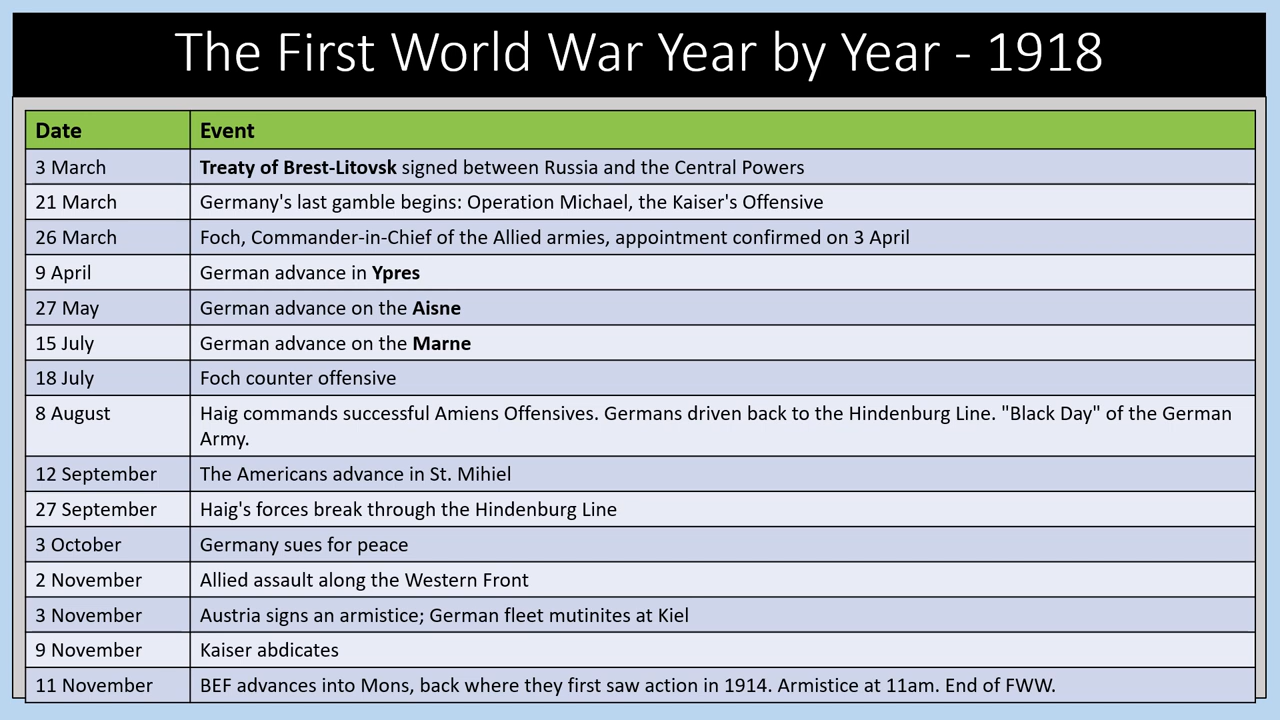 The First World War Year by Year - 1918
Date Event
3 March Treaty of Brest-Litovsk signed between Russia and the Central Powers
21 March Germany's last gamble begins: Operation Michael, the Kaiser's Offensive
26 March Foch, Commander-in-Chief of the Allied armies, appointment confirmed on 3 April
9 April German advance in Ypres
27 May German advance on the Aisne
15 July German advance on the Marne
18 July Foch counter offensive
8 August Haig commands successful Amiens Offensives. Germans driven back to the Hindenburg Line. "Black Day" of the German
Army.
12 September The Americans advance in St. Mihiel
27 September Haig's forces break through the Hindenburg Line
3 October Germany sues for peace
2 November Allied assault along the Western Front
3 November Austria signs an armistice; German fleet mutinites at Kiel
9 November Kaiser abdicates
11 November BEF advances into Mons, back where they first saw action in 1914. Armistice at 11am. End of FWW.